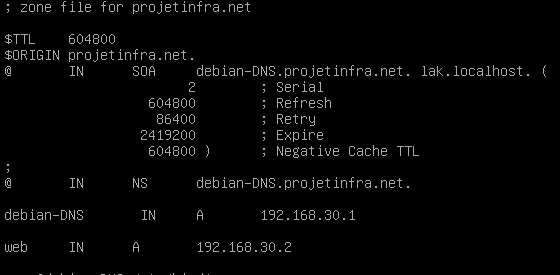 ; zone file for projetinfra.net
$TTL 604800
$ORIGIN projetinfra.net.
@ IN SOA debian-DNS.projetinfra.net. lak.localhost. (
2 ; Serial
604800 ; Refresh
86400 ; Retry
2419200 ; Expire
604800 ) ; Negative Cache TTL
;
@ IN NS debian-DNS.projetinfra.net.
debian-DNS IN A 192.168.30.1
web IN A 192.168.30.2